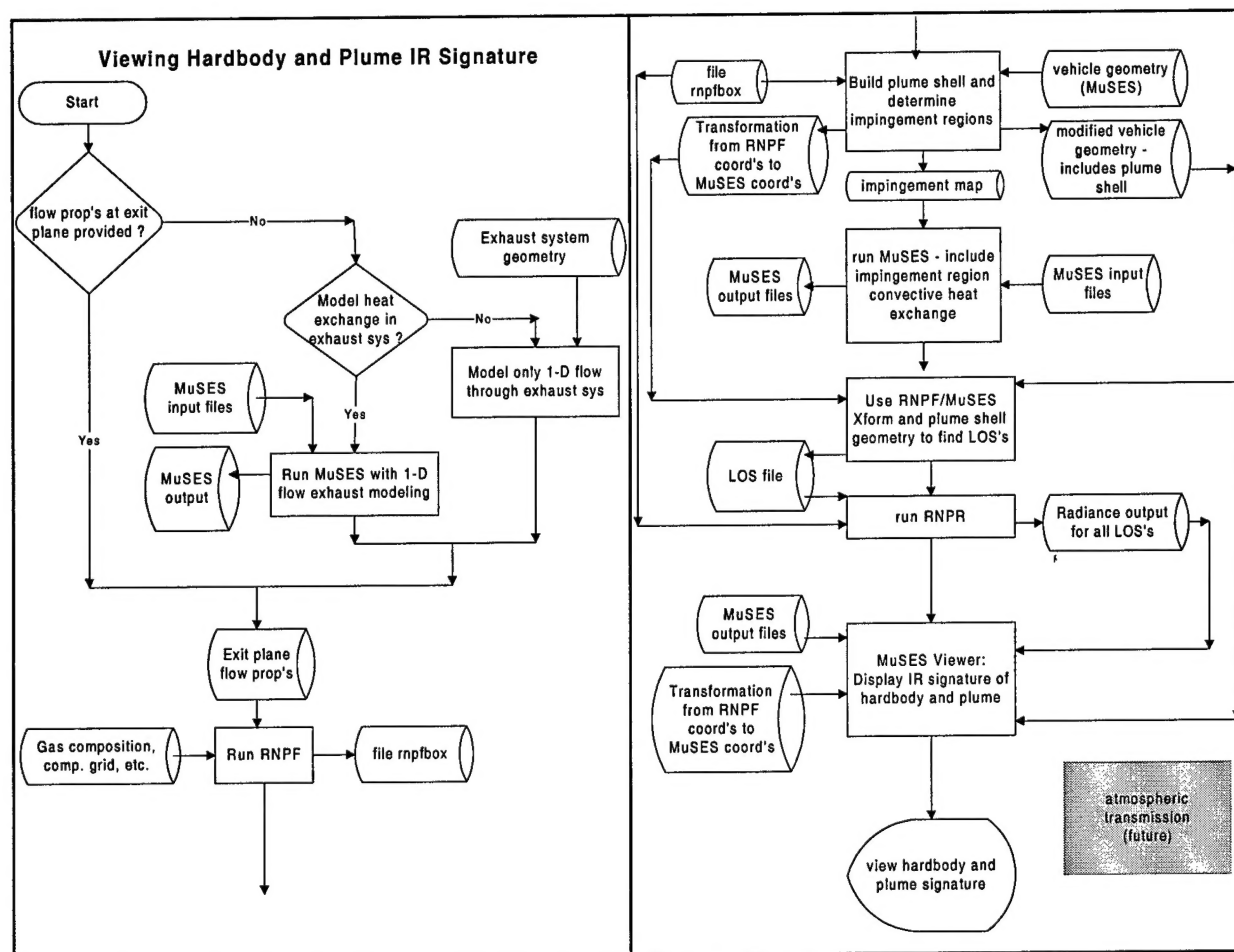 Viewing Hardbody and Plume IR Signature
Start
flow prop's at exit
plane provided ?
No
Yes
Exhaust system
geometry
Model heat
exchange in
exhaust sys ?
No
Yes
Model only 1-D flow
through exhaust sys
MuSES
input files
Run MuSES with 1-D
flow exhaust modeling
MuSES
output
Exit plane
flow prop's
Gas composition,
comp. grid, etc.
Run RNPF
file rnpfbox
file
rnpfbox
Build plume shell and
determine
impingement regions
vehicle geometry
(MuSES)
Transformation
from RNPF
coord's to
MuSES coord's
modified vehicle
geometry -
includes plume
shell
impingement map
MuSES
output files
run MuSES - include
impingement region
convective heat
exchange
MuSES input
files
Use RNPF/MuSES
Xform and plume shell
geometry to find LOS's
LOS file
run RNPR
Radiance output
for all LOS's
MuSES
output files
MuSES Viewer:
Display IR signature of
hardbody and plume
Transformation
from RNPF
coord's to
MuSES coord's
atmospheric
transmission
(future)
view hardbody and
plume signature